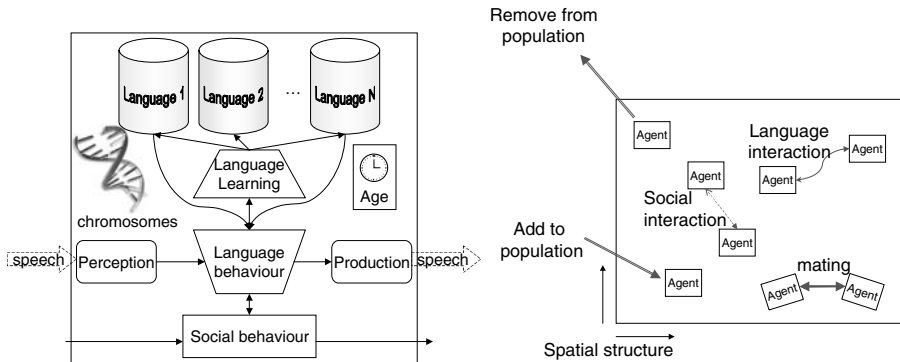 Language 1
Language 2
...
Language N
Language
Learning
Age
chromosomes
speech
Perception
Language
behaviour
Production
speech
Social behaviour
Remove from
population
Agent
Language
interaction
Agent
Agent
Agent
Social
interaction
Agent
Add to
population
Agent
mating
Agent
Agent
Spatial structure